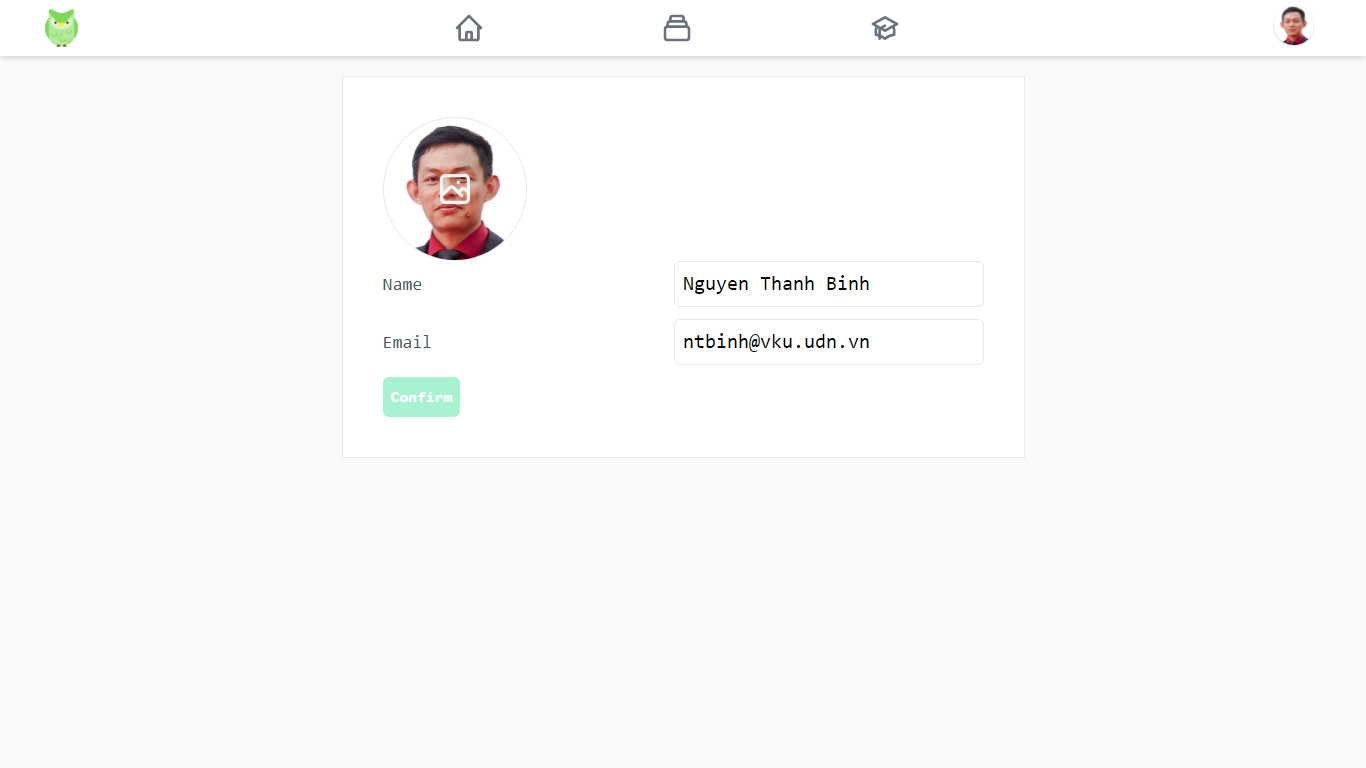 Name
Nguyen Thanh Binh
Email
ntbinh@vku.udn.vn
Confirm